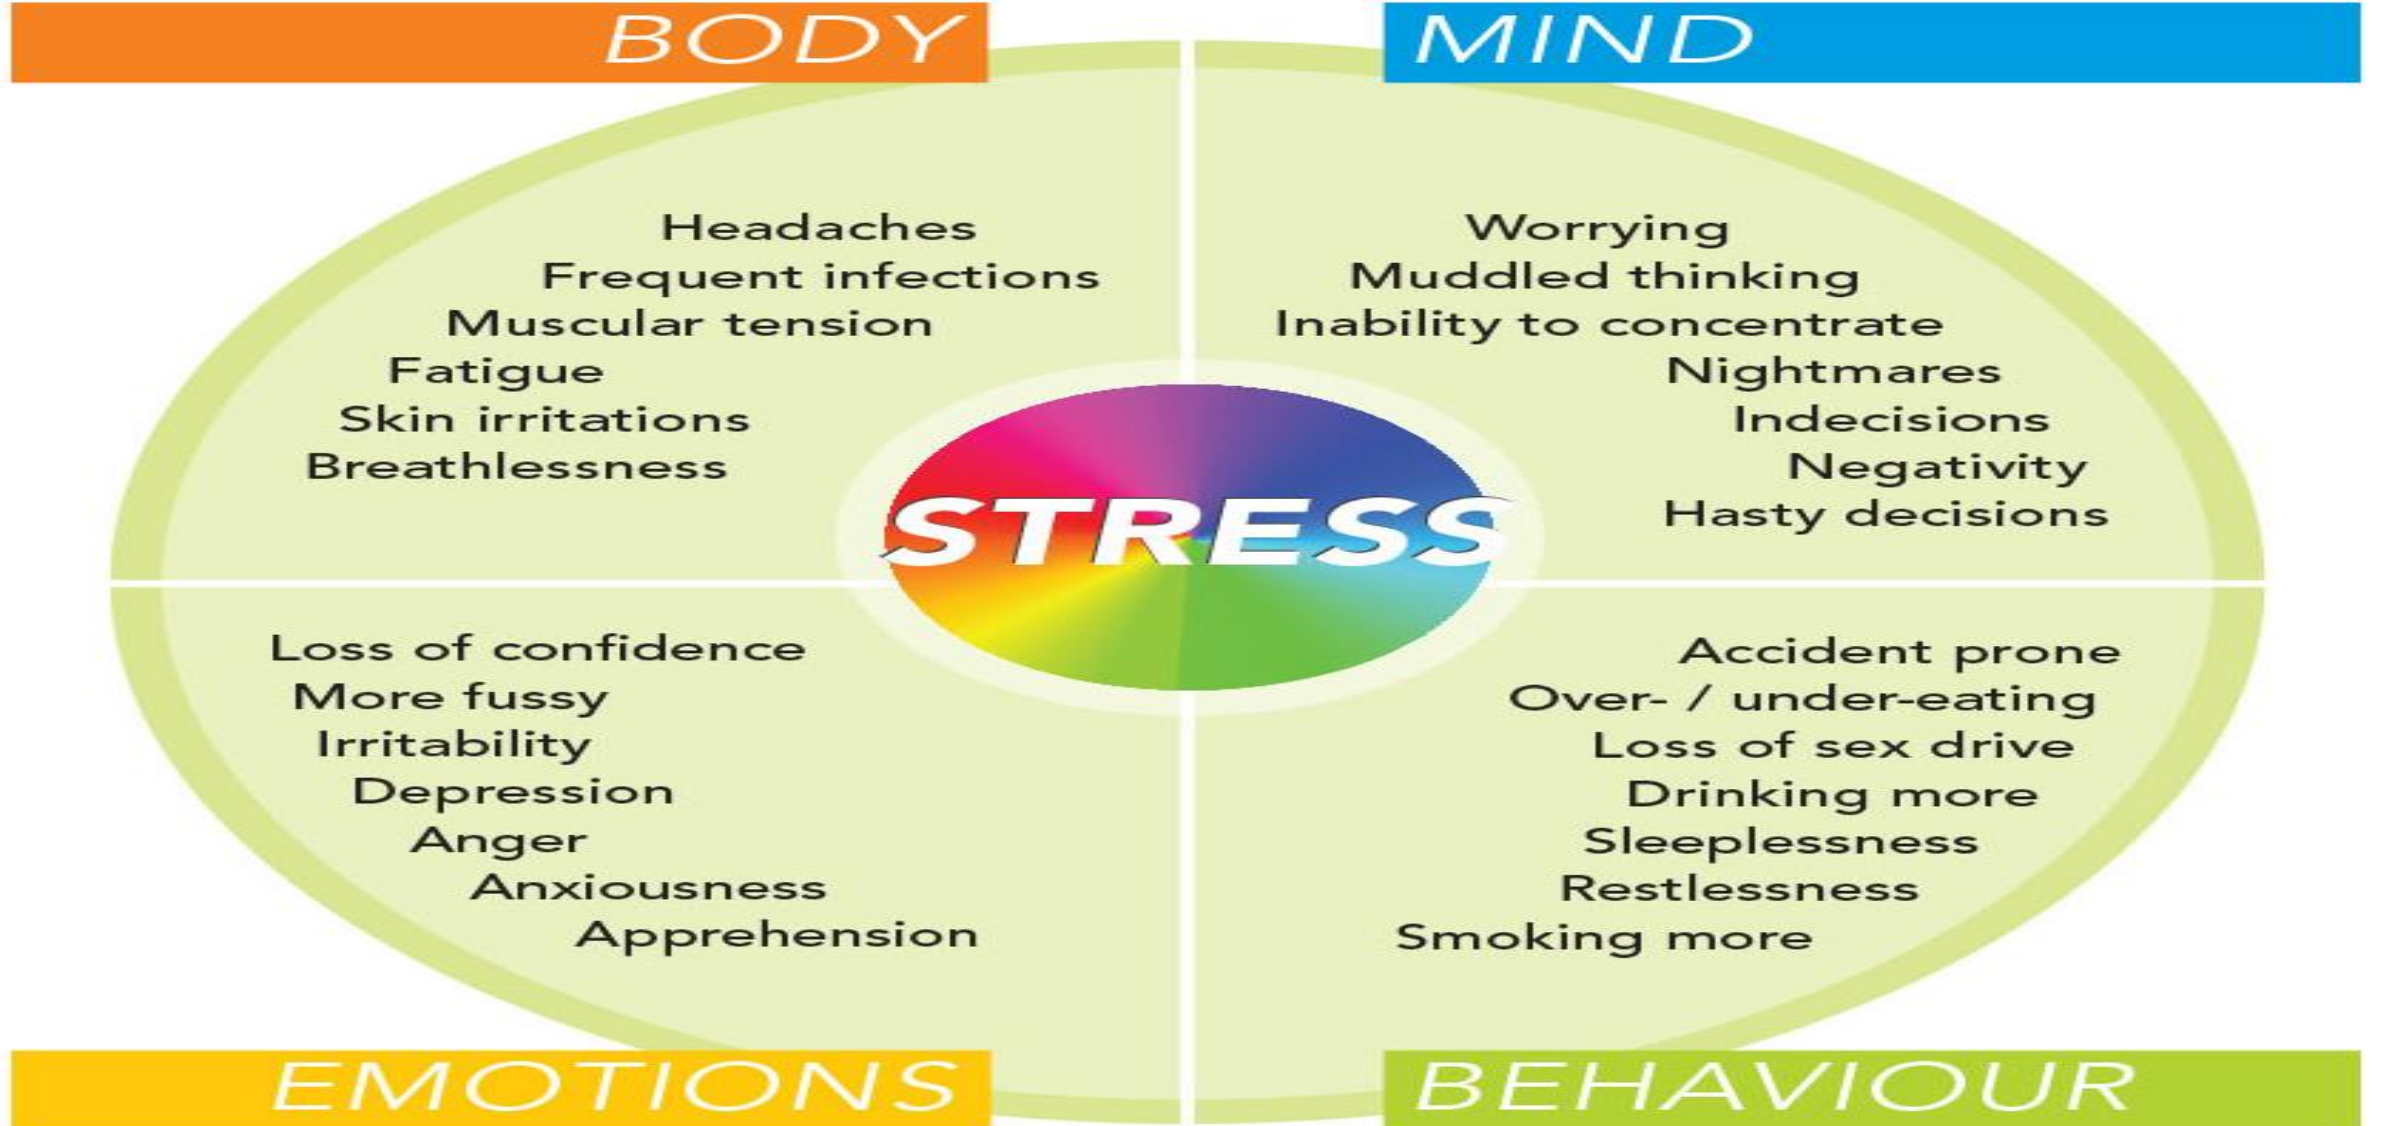 BODY
Headaches
Frequent infections
Muscular tension
Fatigue
Skin irritations
Breathlessness
MIND
Worrying
Muddled thinking
Inability to concentrate
Nightmares
Indecisions
Negativity
Hasty decisions
STRESS
Loss of confidence
More fussy
Irritability
Depression
Anger
Anxiousness
Apprehension
EMOTIONS
Accident prone
Over- / under-eating
Loss of sex drive
Drinking more
Sleeplessness
Restlessness
Smoking more
BEHAVIOUR